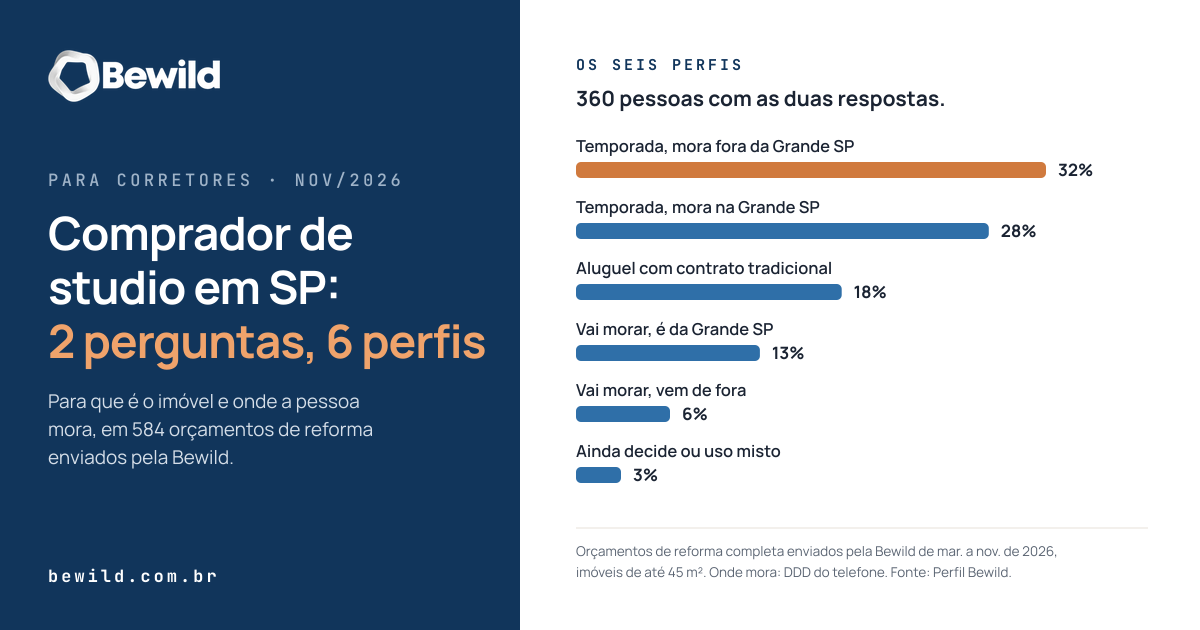 Bewild
PARA CORRETORES · NOV/2026
Comprador de
studio em SP:
2 perguntas, 6 perfis
Para que é o imóvel e onde a pessoa
mora, em 584 orçamentos de reforma
enviados pela Bewild.
bewild.com.br
OS SEIS PERFIS
360 pessoas com as duas respostas.
Temporada, mora fora da Grande SP
32%
Temporada, mora na Grande SP
28%
Aluguel com contrato tradicional
18%
Vai morar, é da Grande SP
13%
Vai morar, vem de fora
6%
Ainda decide ou uso misto
3%
Orçamentos de reforma completa enviados pela Bewild de mar. a nov. de 2026,
imóveis de até 45 m². Onde mora: DDD do telefone. Fonte: Perfil Bewild.